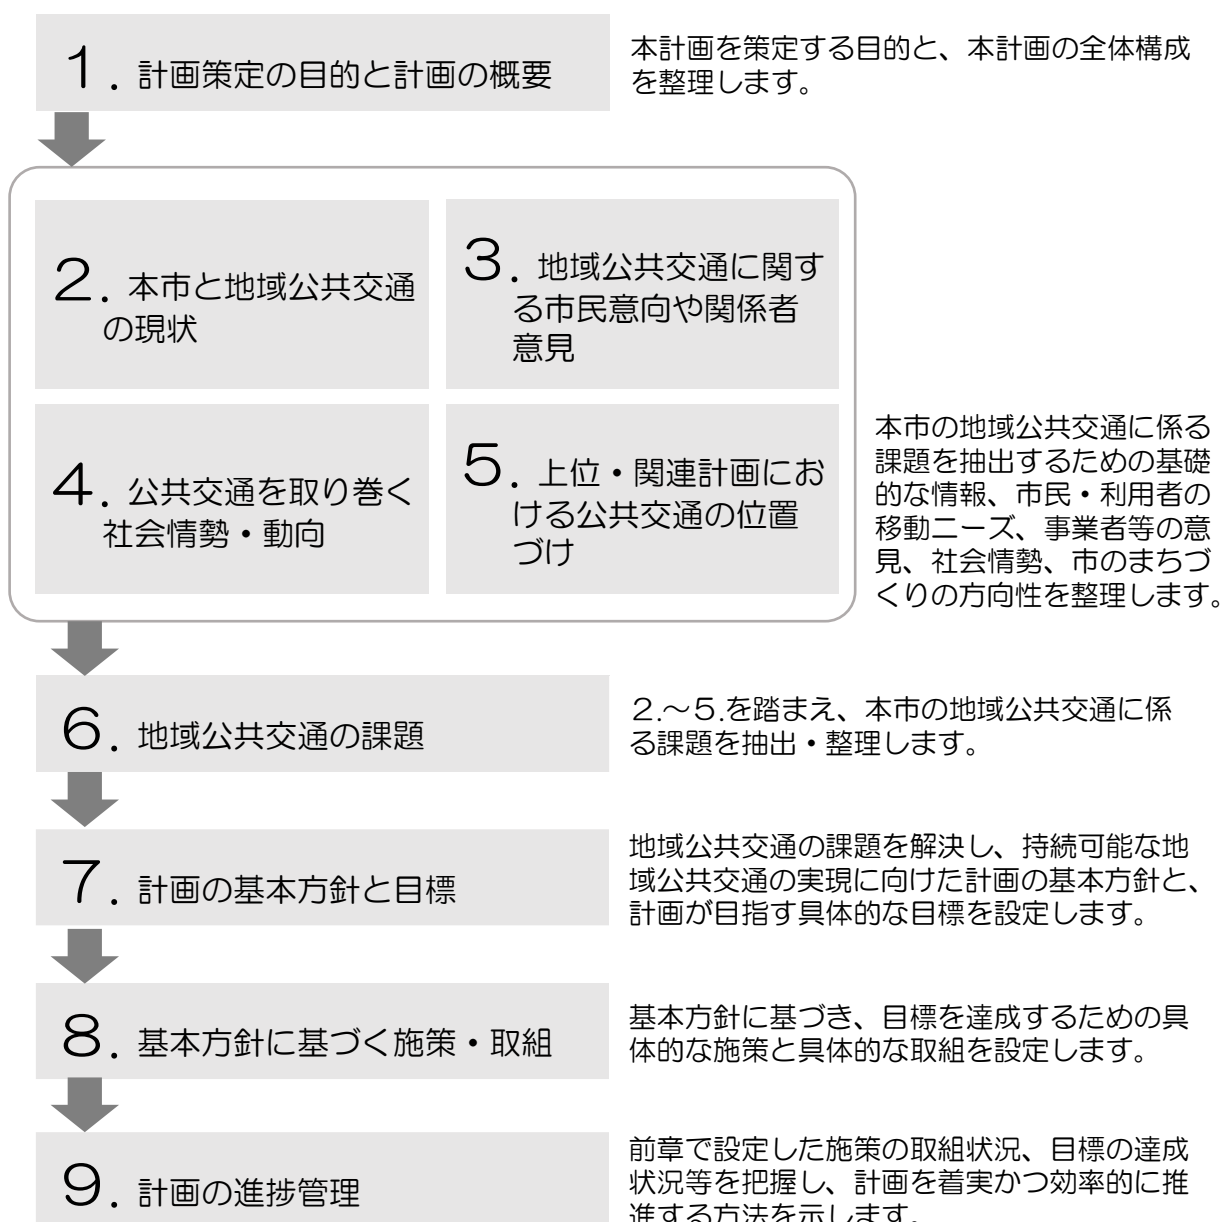 １．計画策定の目的と計画の概要
本計画を策定する目的と、本計画の全体構成
を整理します。
２．本市と地域公共交通
の現状
３．地域公共交通に関す
る市民意向や関係者
意見
４．公共交通を取り巻く
社会情勢・動向
５．上位・関連計画にお
ける公共交通の位置
づけ
本市の地域公共交通に係る
課題を抽出するための基礎
的な情報、市民・利用者の
移動ニーズ、事業者等の意
見、社会情勢、市のまちづ
くりの方向性を整理します。
６．地域公共交通の課題
２.～５.を踏まえ、本市の地域公共交通に係
る課題を抽出・整理します。
７．計画の基本方針と目標
地域公共交通の課題を解決し、持続可能な地
域公共交通の実現に向けた計画の基本方針と、
計画が目指す具体的な目標を設定します。
８．基本方針に基づく施策・取組
基本方針に基づき、目標を達成するための具
体的な施策と具体的な取組を設定します。
９．計画の進捗管理
前章で設定した施策の取組状況、目標の達成
状況等を把握し、計画を着実かつ効率的に推
進する方法を示します。